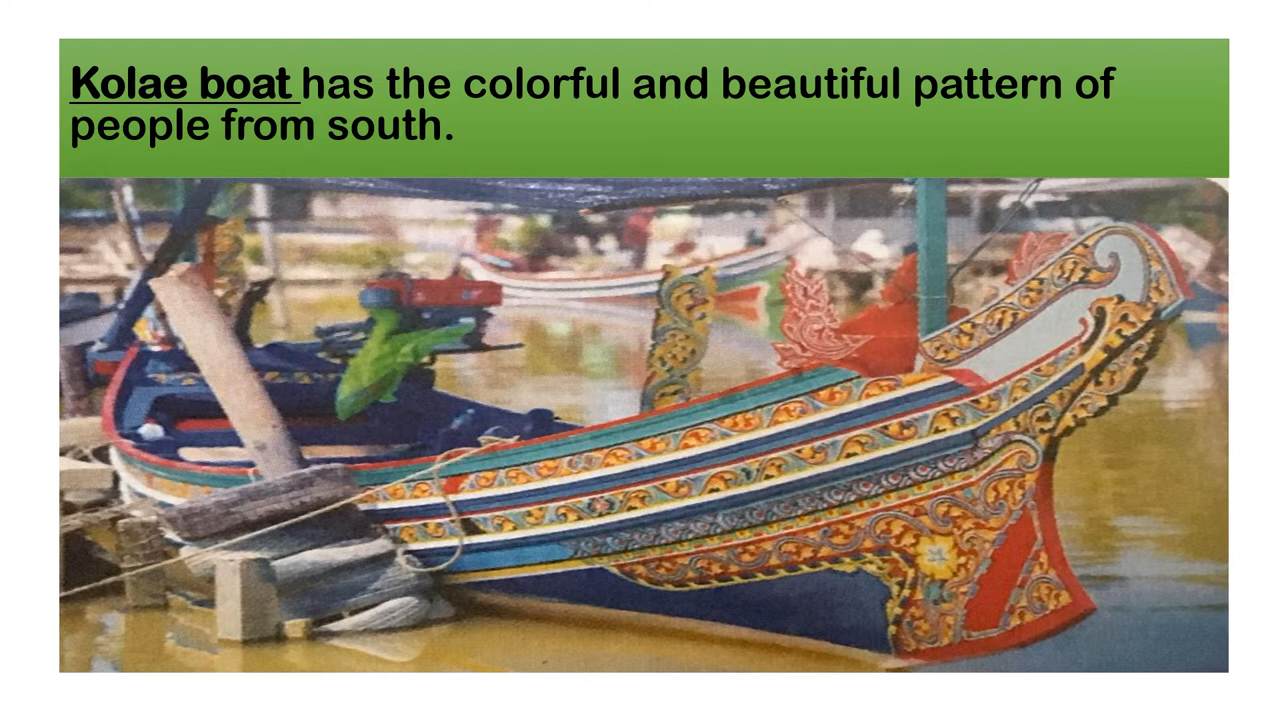 Kolae boat has the colorful and beautiful pattern of
people from south.